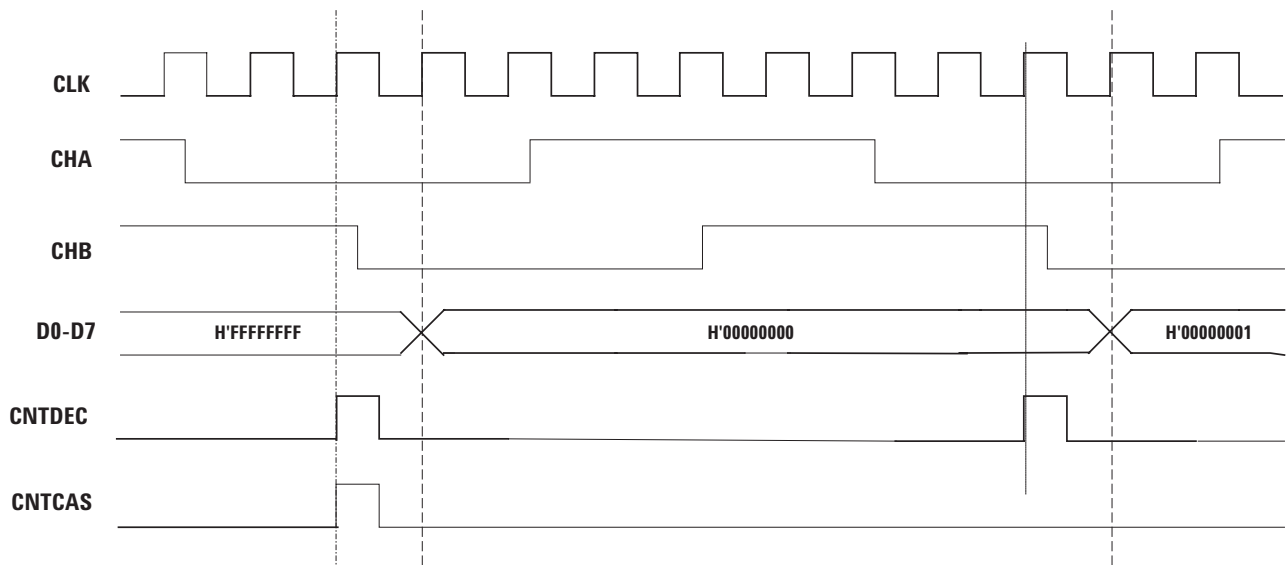 CLK
CHA
CHB
D0-D7 H'FFFFFFFF H'00000000 H'00000001
CNTDEC
CNTCAS